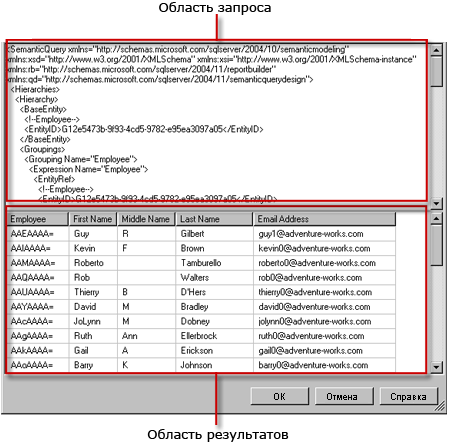 Область запроса
<SemanticQuery xmlns="http://schemas.microsoft.com/sqlserver/2004/10/semanticmodeling"
xmlns:xsd="http://www.w3.org/2001/XMLSchema" xmlns:xsi="http://www.w3.org/2001/XMLSchema-instance"
xmlns:rb="http://schemas.microsoft.com/sqlserver/2004/11/reportbuilder"
xmlns:qd="http://schemas.microsoft.com/sqlserver/2004/11/semanticquerydesign">
<Hierarchies>
<Hierarchy>
<BaseEntity>
<!--Employee-->
<EntityID>G12e5473b-9f93-4cd5-9782-e95ea3097a05</EntityID>
</BaseEntity>
<Groupings>
<Grouping Name="Employee">
<Expression Name="Employee">
<EntityRef>
<!--Employee-->
<EntityID>G12e5473b-9f93-4cd5-9782-e95ea3097a05</EntityID>
Employee First Name Middle Name Last Name Email Address
AAEAAAA= Guy R Gilbert guy1@adventure-works.com
AAIAAAA= Kevin F Brown kevin0@adventure-works.com
AAMAAAA= Roberto Tamburello roberto0@adventure-works.com
AAQAAAA= Rob Walters rob0@adventure-works.com
AAUAAAA= Thierry B D'Hers thierry0@adventure-works.com
AAYAAAA= David M Bradley david0@adventure-works.com
AAcAAAA= JoLynn M Dobney jolynn0@adventure-works.com
AAgAAAA= Ruth Ann Ellerbrock ruth0@adventure-works.com
AAkAAAA= Gail A Erickson gail0@adventure-works.com
AAoAAAA= Barry K Johnson barry0@adventure-works.com
ОК Отмена Справка
Область результатов